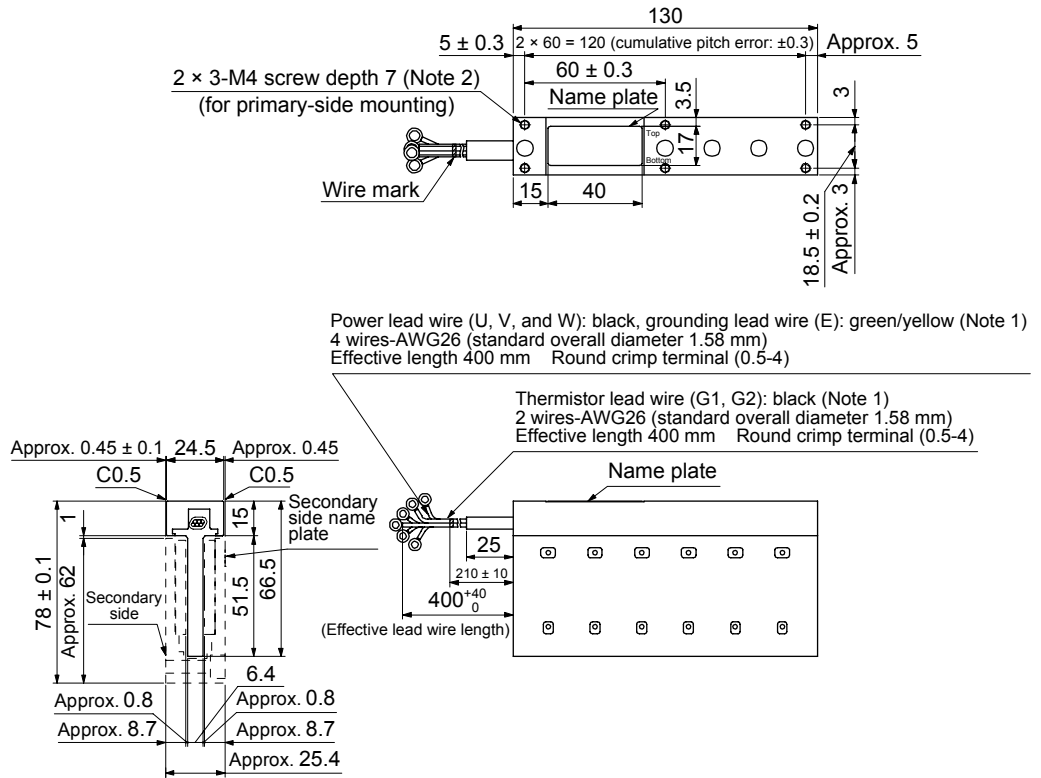 130
5 ± 0.3
2 × 60 = 120 (cumulative pitch error: ±0.3)
Approx. 5
60 ± 0.3
2 × 3-M4 screw depth 7 (Note 2)
(for primary-side mounting)
Name plate
3.5
3
Top
17
Bottom
Wire mark
15
40
18.5 ± 0.2
Approx. 3
Power lead wire (U, V, and W): black, grounding lead wire (E): green/yellow (Note 1)
4 wires-AWG26 (standard overall diameter 1.58 mm)
Effective length 400 mm Round crimp terminal (0.5-4)
Thermistor lead wire (G1, G2): black (Note 1)
2 wires-AWG26 (standard overall diameter 1.58 mm)
Effective length 400 mm Round crimp terminal (0.5-4)
Approx. 0.45 ± 0.1
24.5
Approx. 0.45
C0.5
C0.5
Secondary
side name
plate
1
15
78 ± 0.1
Approx. 62
Secondary
side
51.5
66.5
6.4
Approx. 0.8
Approx. 0.8
Approx. 8.7
Approx. 8.7
Approx. 25.4
Name plate
25
210 ± 10
400 +40 0
(Effective lead wire length)